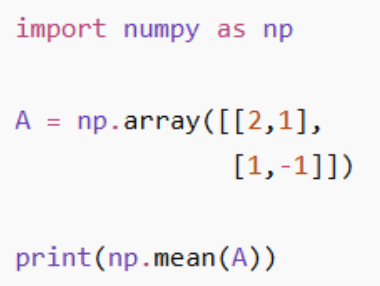 import numpy as np
A = np.array([[2,1],
[1,-1]])
print(np.mean(A))